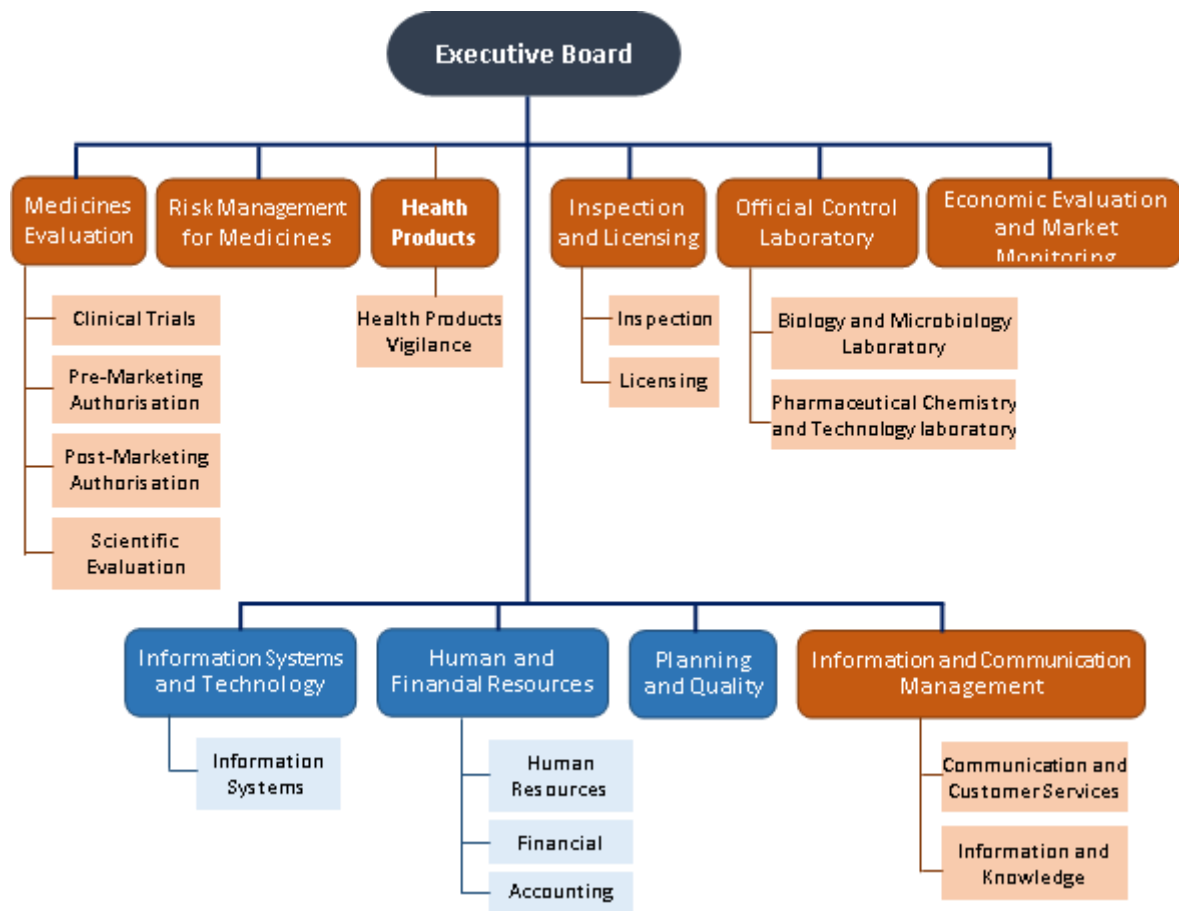 Executive Board
Medicines
Evaluation
Risk Management
for Medicines
Health
Products
Inspection
and Licensing
Official Control
Laboratory
Economic Evaluation
and Market
Monitoring
Clinical Trials
Pre-Marketing
Authorisation
Post-Marketing
Authorisation
Scientific
Evaluation
Health Products
Vigilance
Inspection
Licensing
Biology and Microbiology
Laboratory
Pharmaceutical Chemistry
and Technology laboratory
Information Systems
and Technology
Human and
Financial Resources
Planning
and Quality
Information and Communication
Management
Information
Systems
Human
Resources
Financial
Accounting
Communication and
Customer Services
Information and
Knowledge